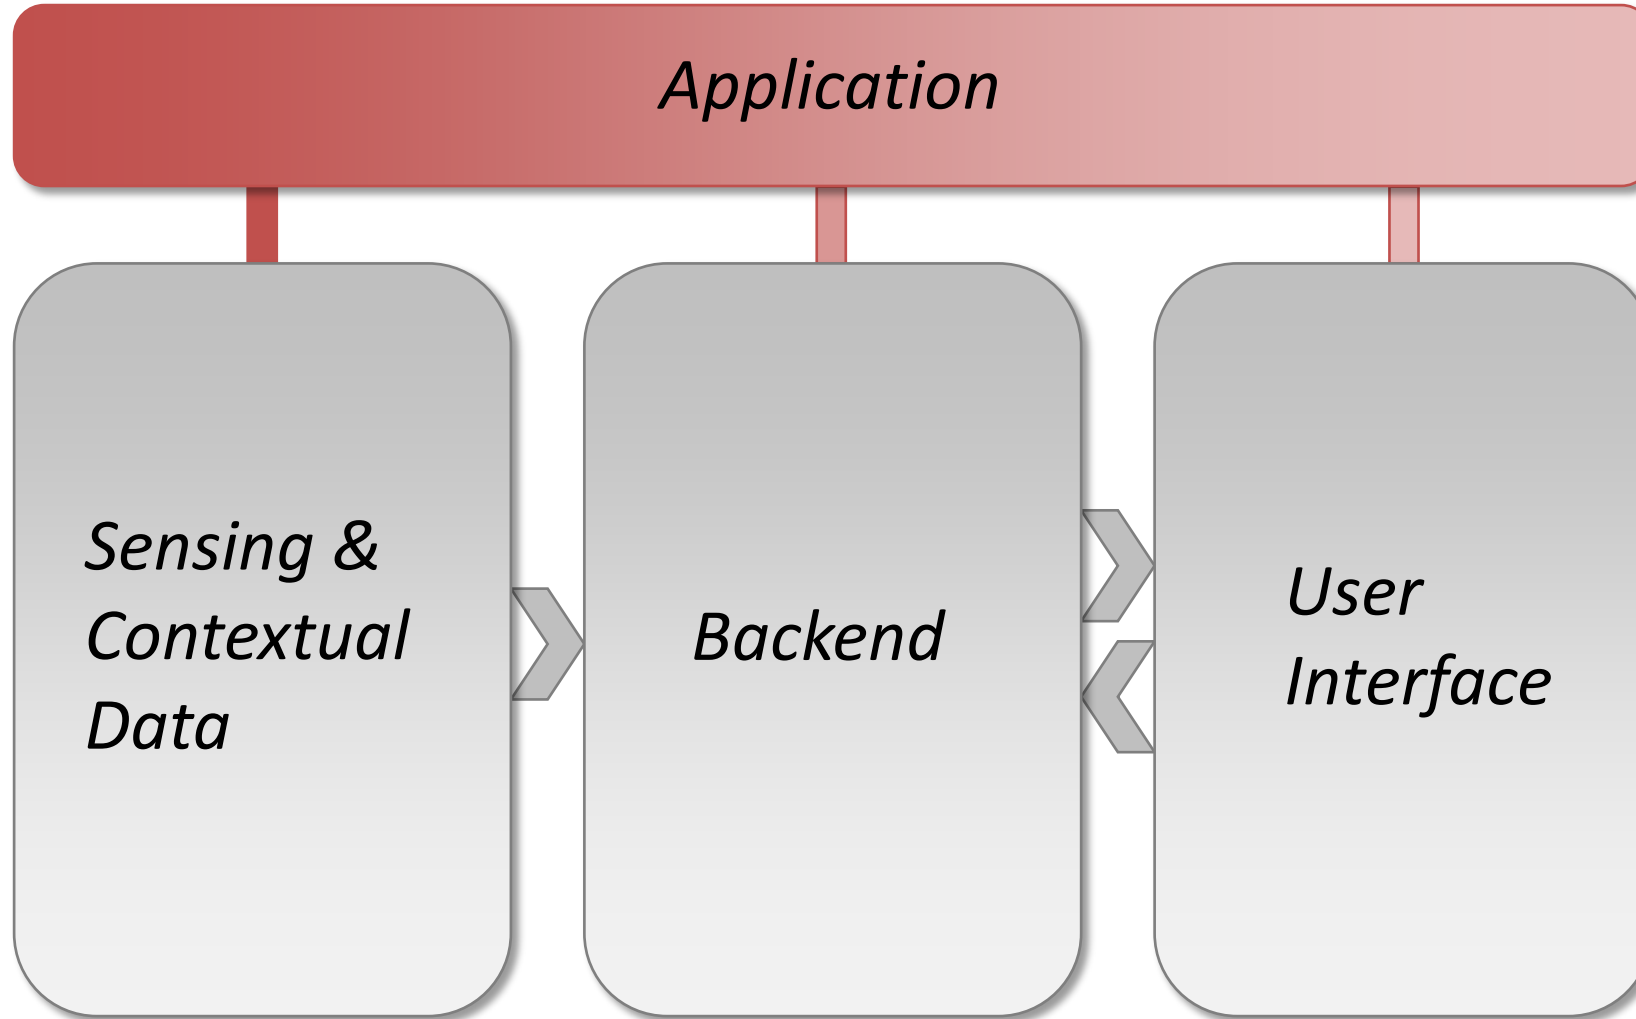 Application
Sensing &
Contextual
Data
Backend
User
Interface